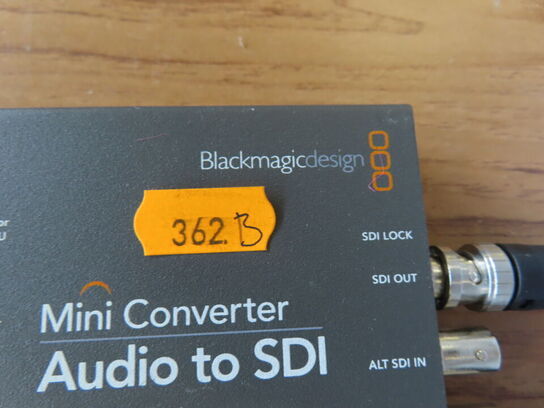 Blackmagicdesign
362.B
SDI LOCK
SDI OUT
Mini Converter
Audio to SDI
ALT SDI IN